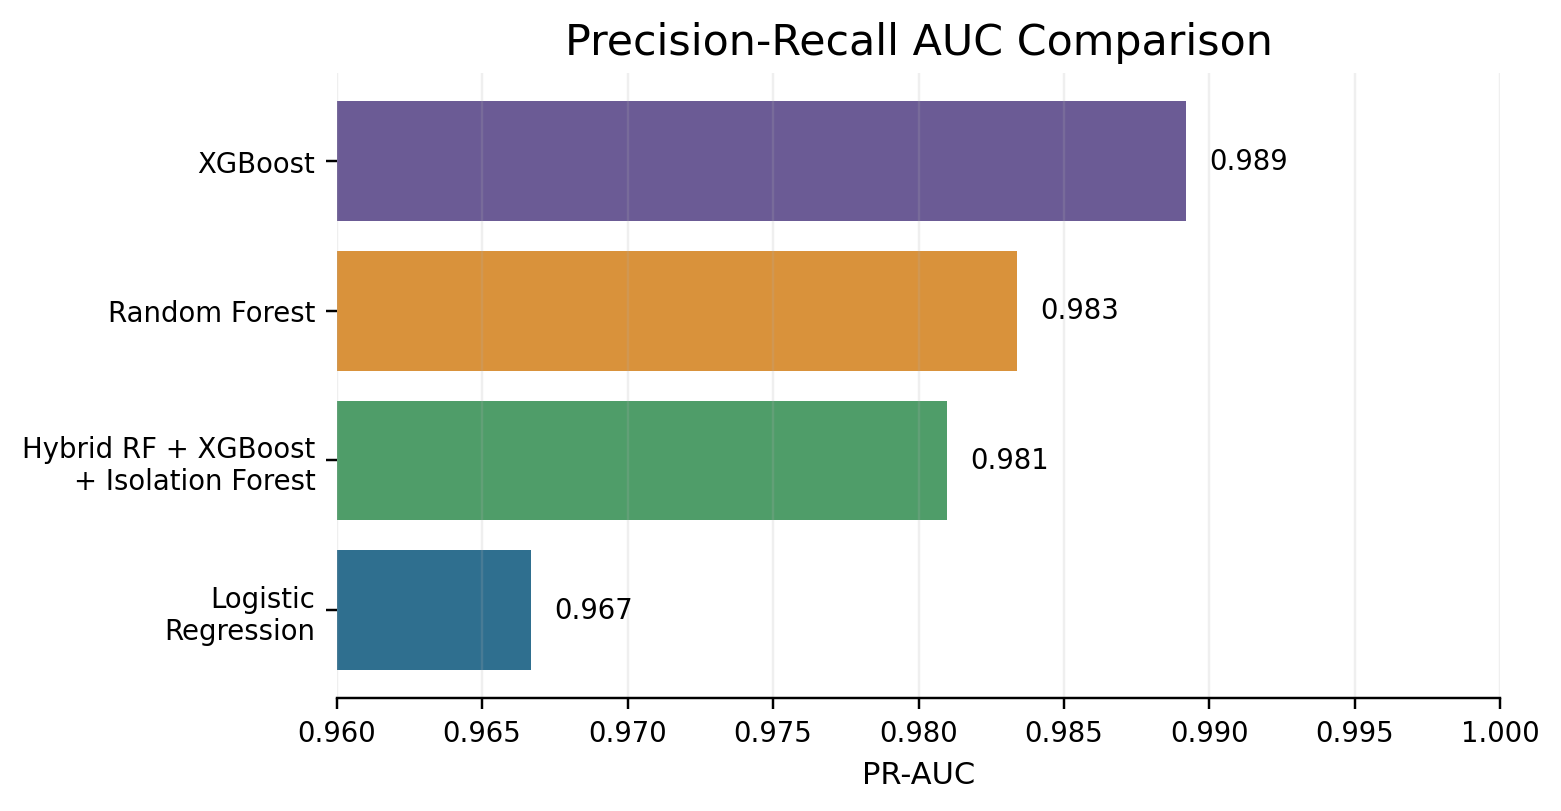 Precision-Recall AUC Comparison
XGBoost
0.989
Random Forest
0.983
Hybrid RF + XGBoost
+ Isolation Forest
0.981
Logistic
Regression
0.967
0.960 0.965 0.970 0.975 0.980 0.985 0.990 0.995 1.000
PR-AUC